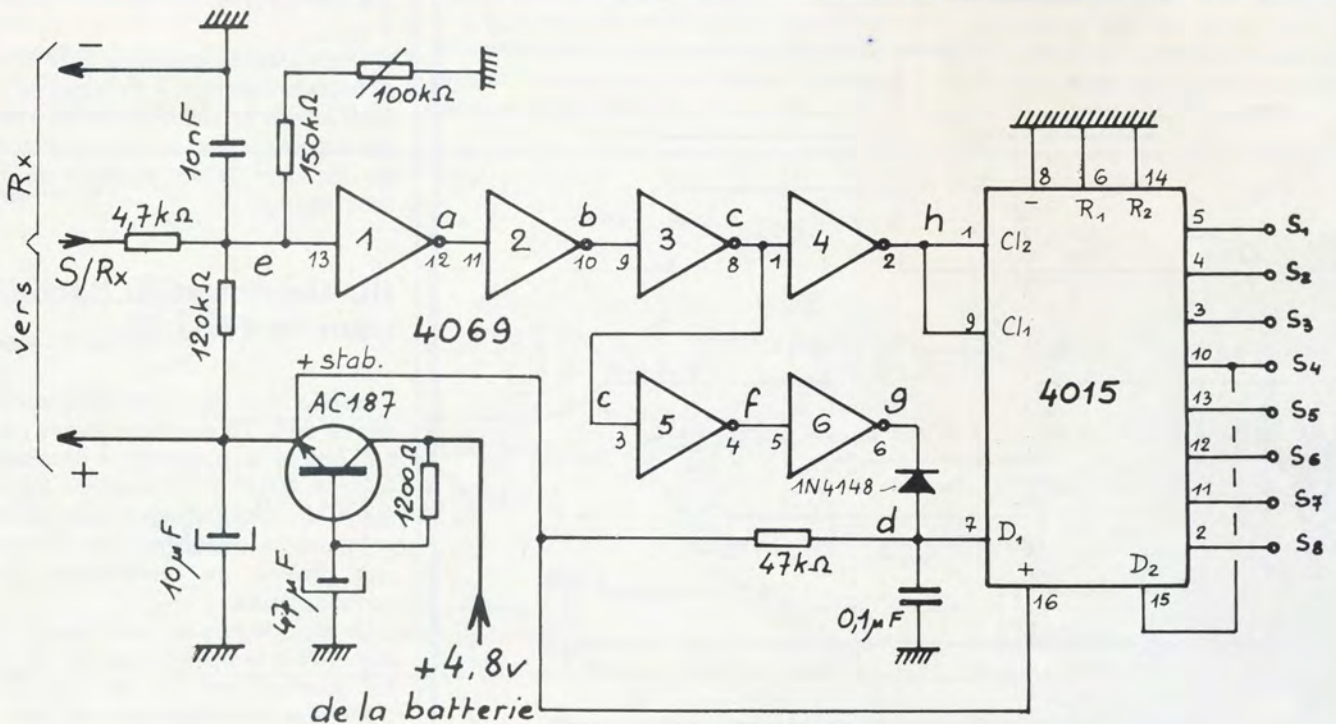 vers Rx
−
10nF
150kΩ
100kΩ
4,7kΩ
S/Rx
e
13
1
12
a
11
2
10
b
9
3
8
c
1
4
2
h
4069
120kΩ
+ stab.
AC187
+
1200Ω
10µF
+4,8v
de la batterie
c
3
5
4
f
5
6
6
g
1N4148
d
47kΩ
0,1µF
8
6
14
−
R1
R2
1
Cl2
9
Cl1
4015
7
D1
+
16
D2
15
5
S1
4
S2
3
S3
10
S4
13
S5
12
S6
11
S7
2
S8